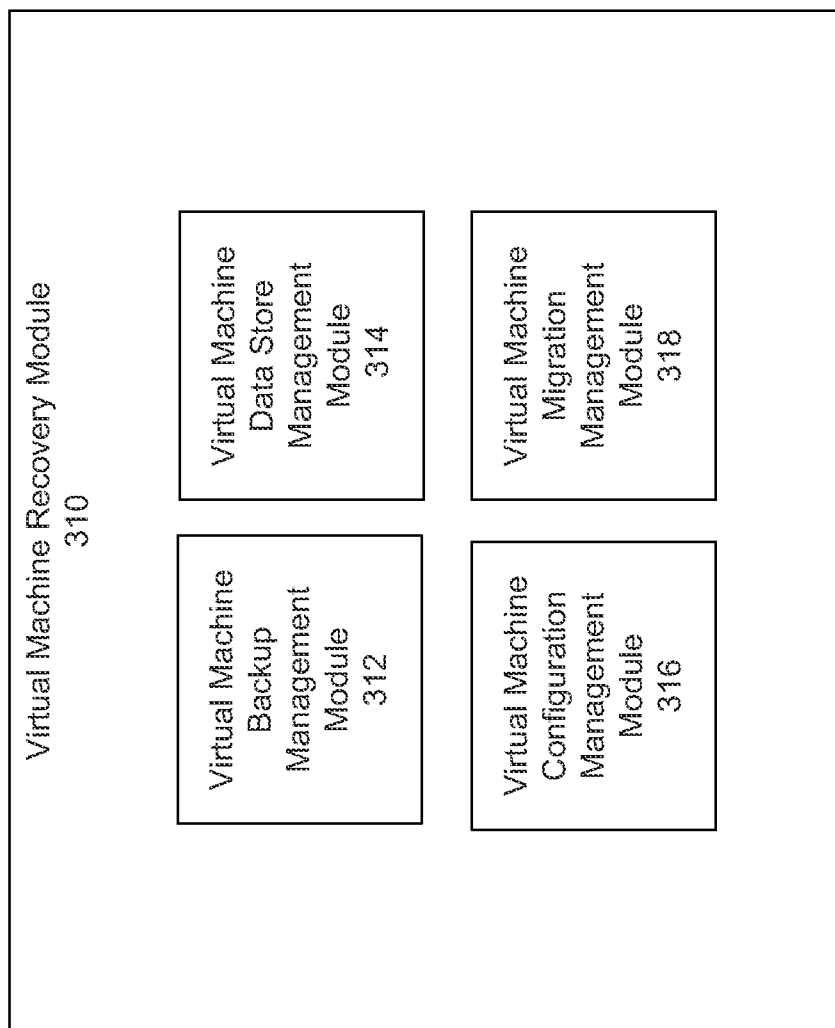 Virtual Machine Recovery Module
310
Virtual Machine
Backup
Management
Module
312
Virtual Machine
Data Store
Management
Module
314
Virtual Machine
Configuration
Management
Module
316
Virtual Machine
Migration
Management
Module
318